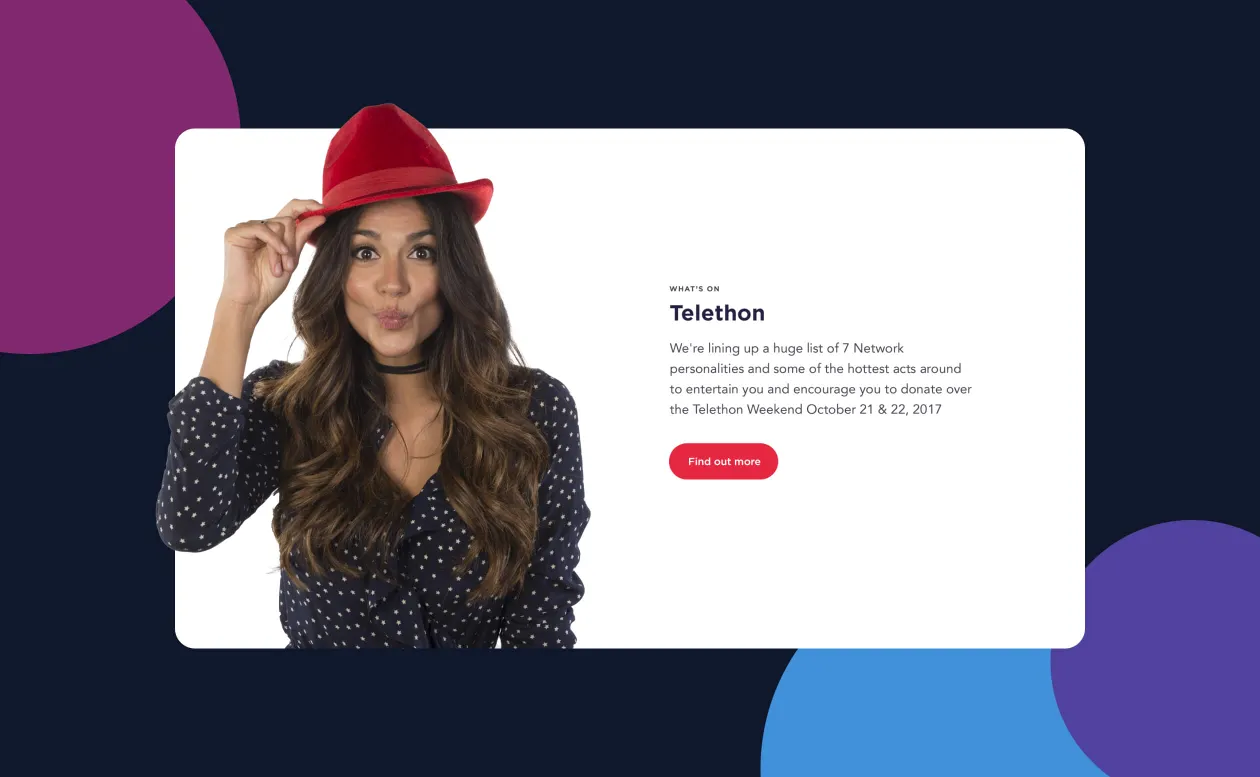 WHAT'S ON
Telethon
We're lining up a huge list of 7 Network
personalities and some of the hottest acts around
to entertain you and encourage you to donate over
the Telethon Weekend October 21 & 22, 2017
Find out more